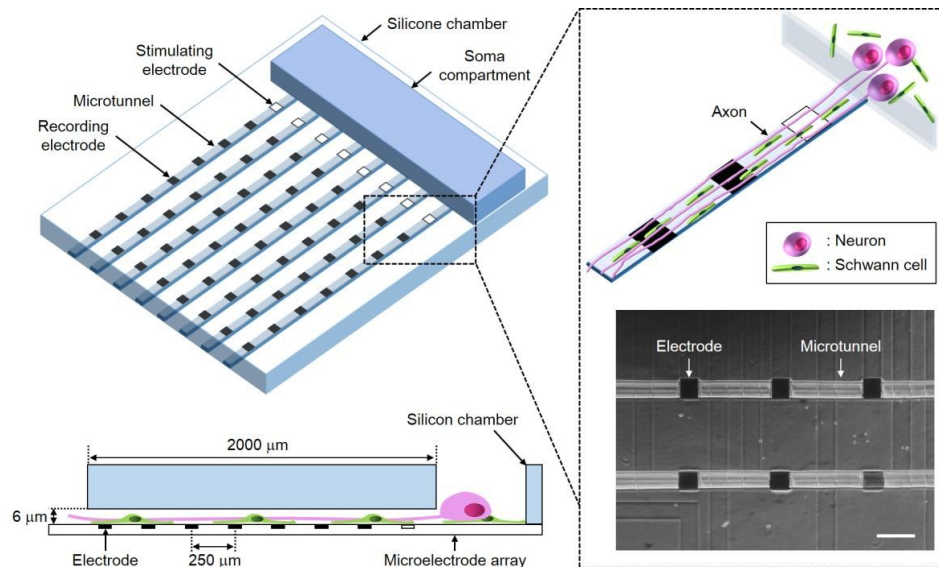 Silicone chamber
Stimulating
electrode
Soma
compartment
Microtunnel
Recording
electrode
Axon
: Neuron
: Schwann cell
Electrode
Microtunnel
Silicon chamber
2000 μm
6 μm
Electrode
250 μm
Microelectrode array